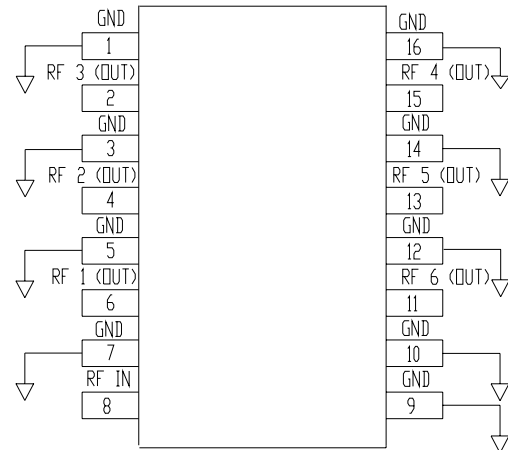 GND
1
RF 3 (OUT)
2
GND
3
RF 2 (OUT)
4
GND
5
RF 1 (OUT)
6
GND
7
RF IN
8
GND
16
RF 4 (OUT)
15
GND
14
RF 5 (OUT)
13
GND
12
RF 6 (OUT)
11
GND
10
GND
9